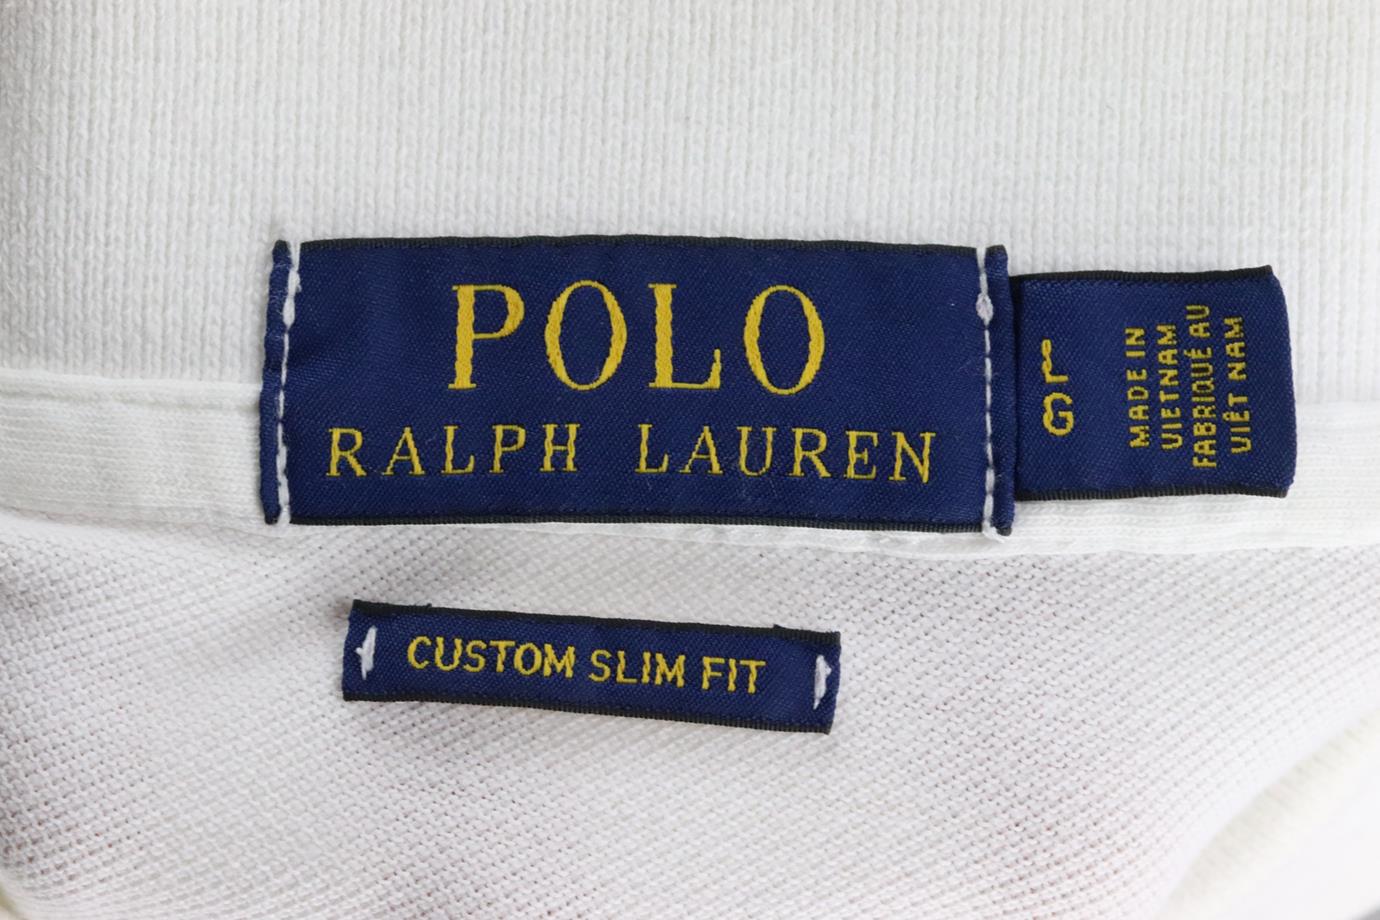 POLO
RALPH LAUREN
MADE IN
VIETNAM
FABRIQUÉ AU
VIÊT NAM
CUSTOM SLIM FIT